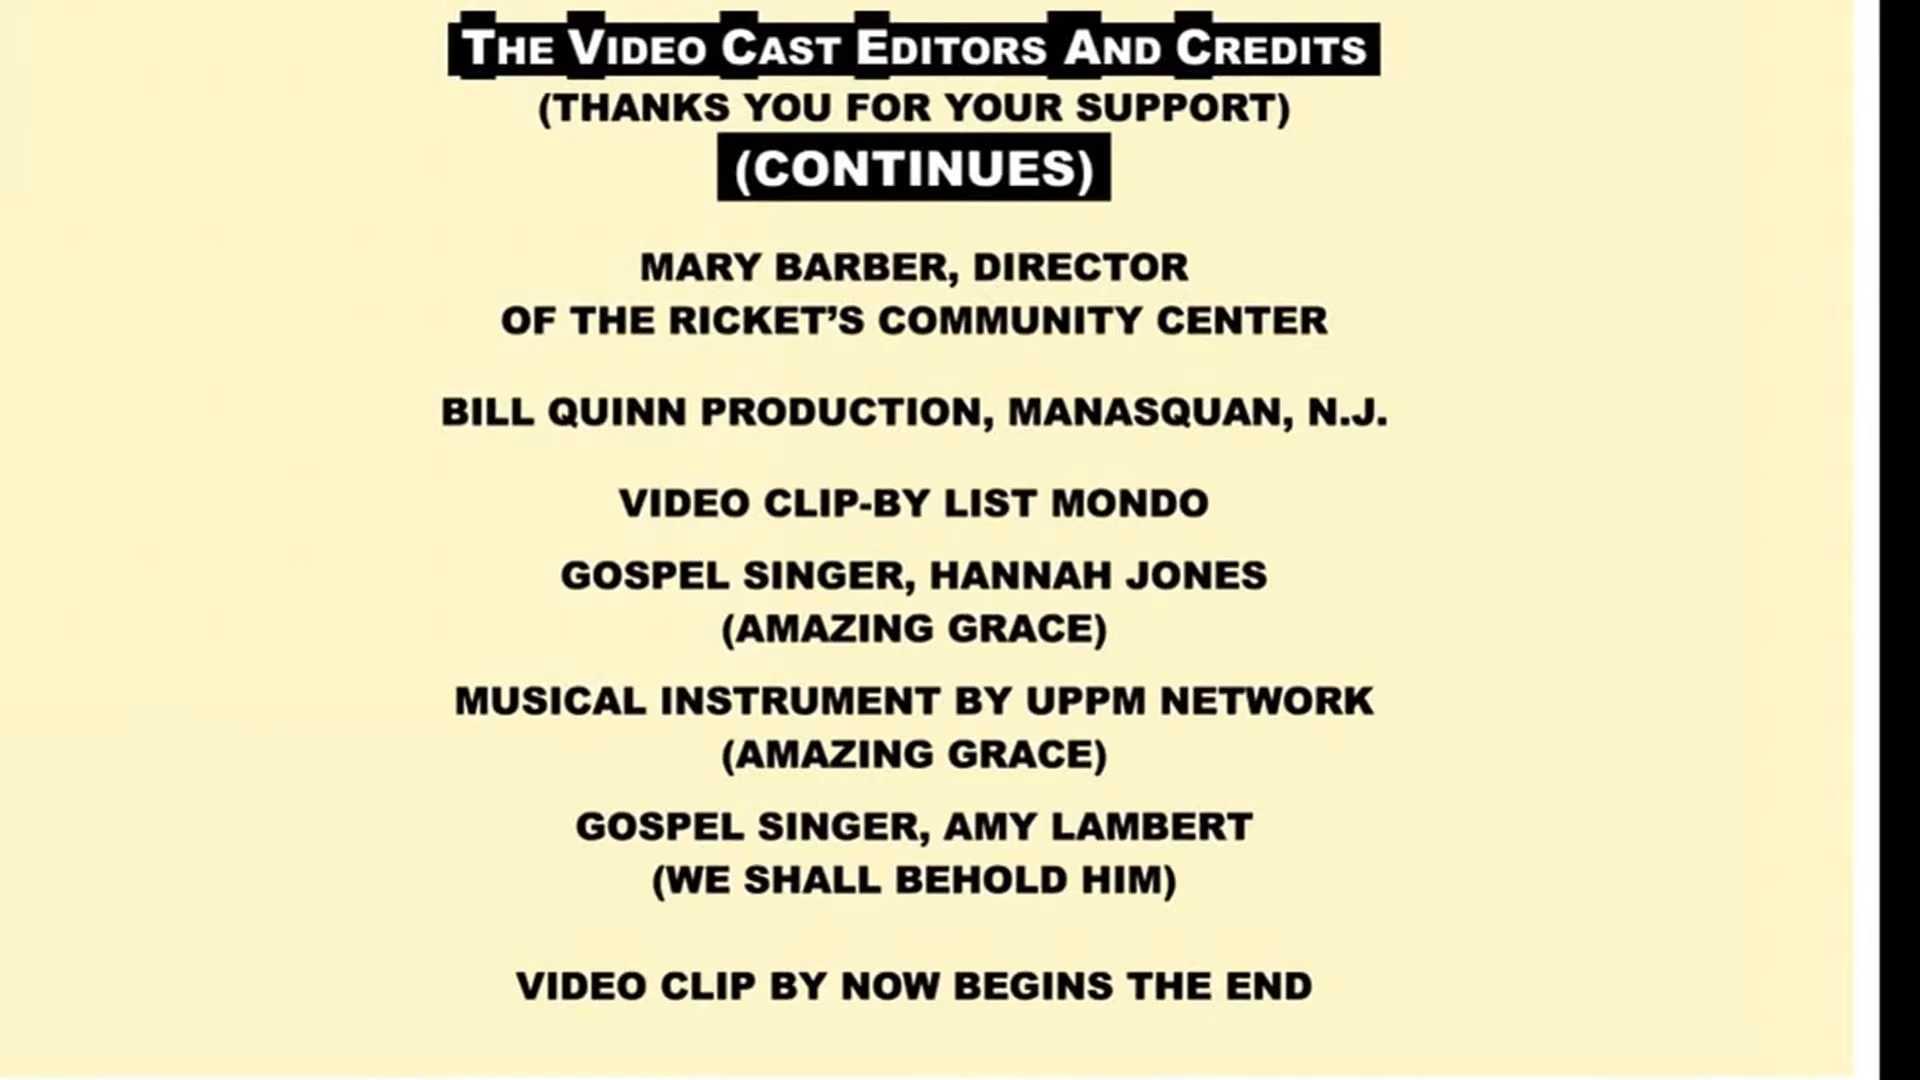 The Video Cast Editors And Credits
(THANKS YOU FOR YOUR SUPPORT)
(CONTINUES)
MARY BARBER, DIRECTOR
OF THE RICKET’S COMMUNITY CENTER
BILL QUINN PRODUCTION, MANASQUAN, N.J.
VIDEO CLIP-BY LIST MONDO
GOSPEL SINGER, HANNAH JONES
(AMAZING GRACE)
MUSICAL INSTRUMENT BY UPPM NETWORK
(AMAZING GRACE)
GOSPEL SINGER, AMY LAMBERT
(WE SHALL BEHOLD HIM)
VIDEO CLIP BY NOW BEGINS THE END